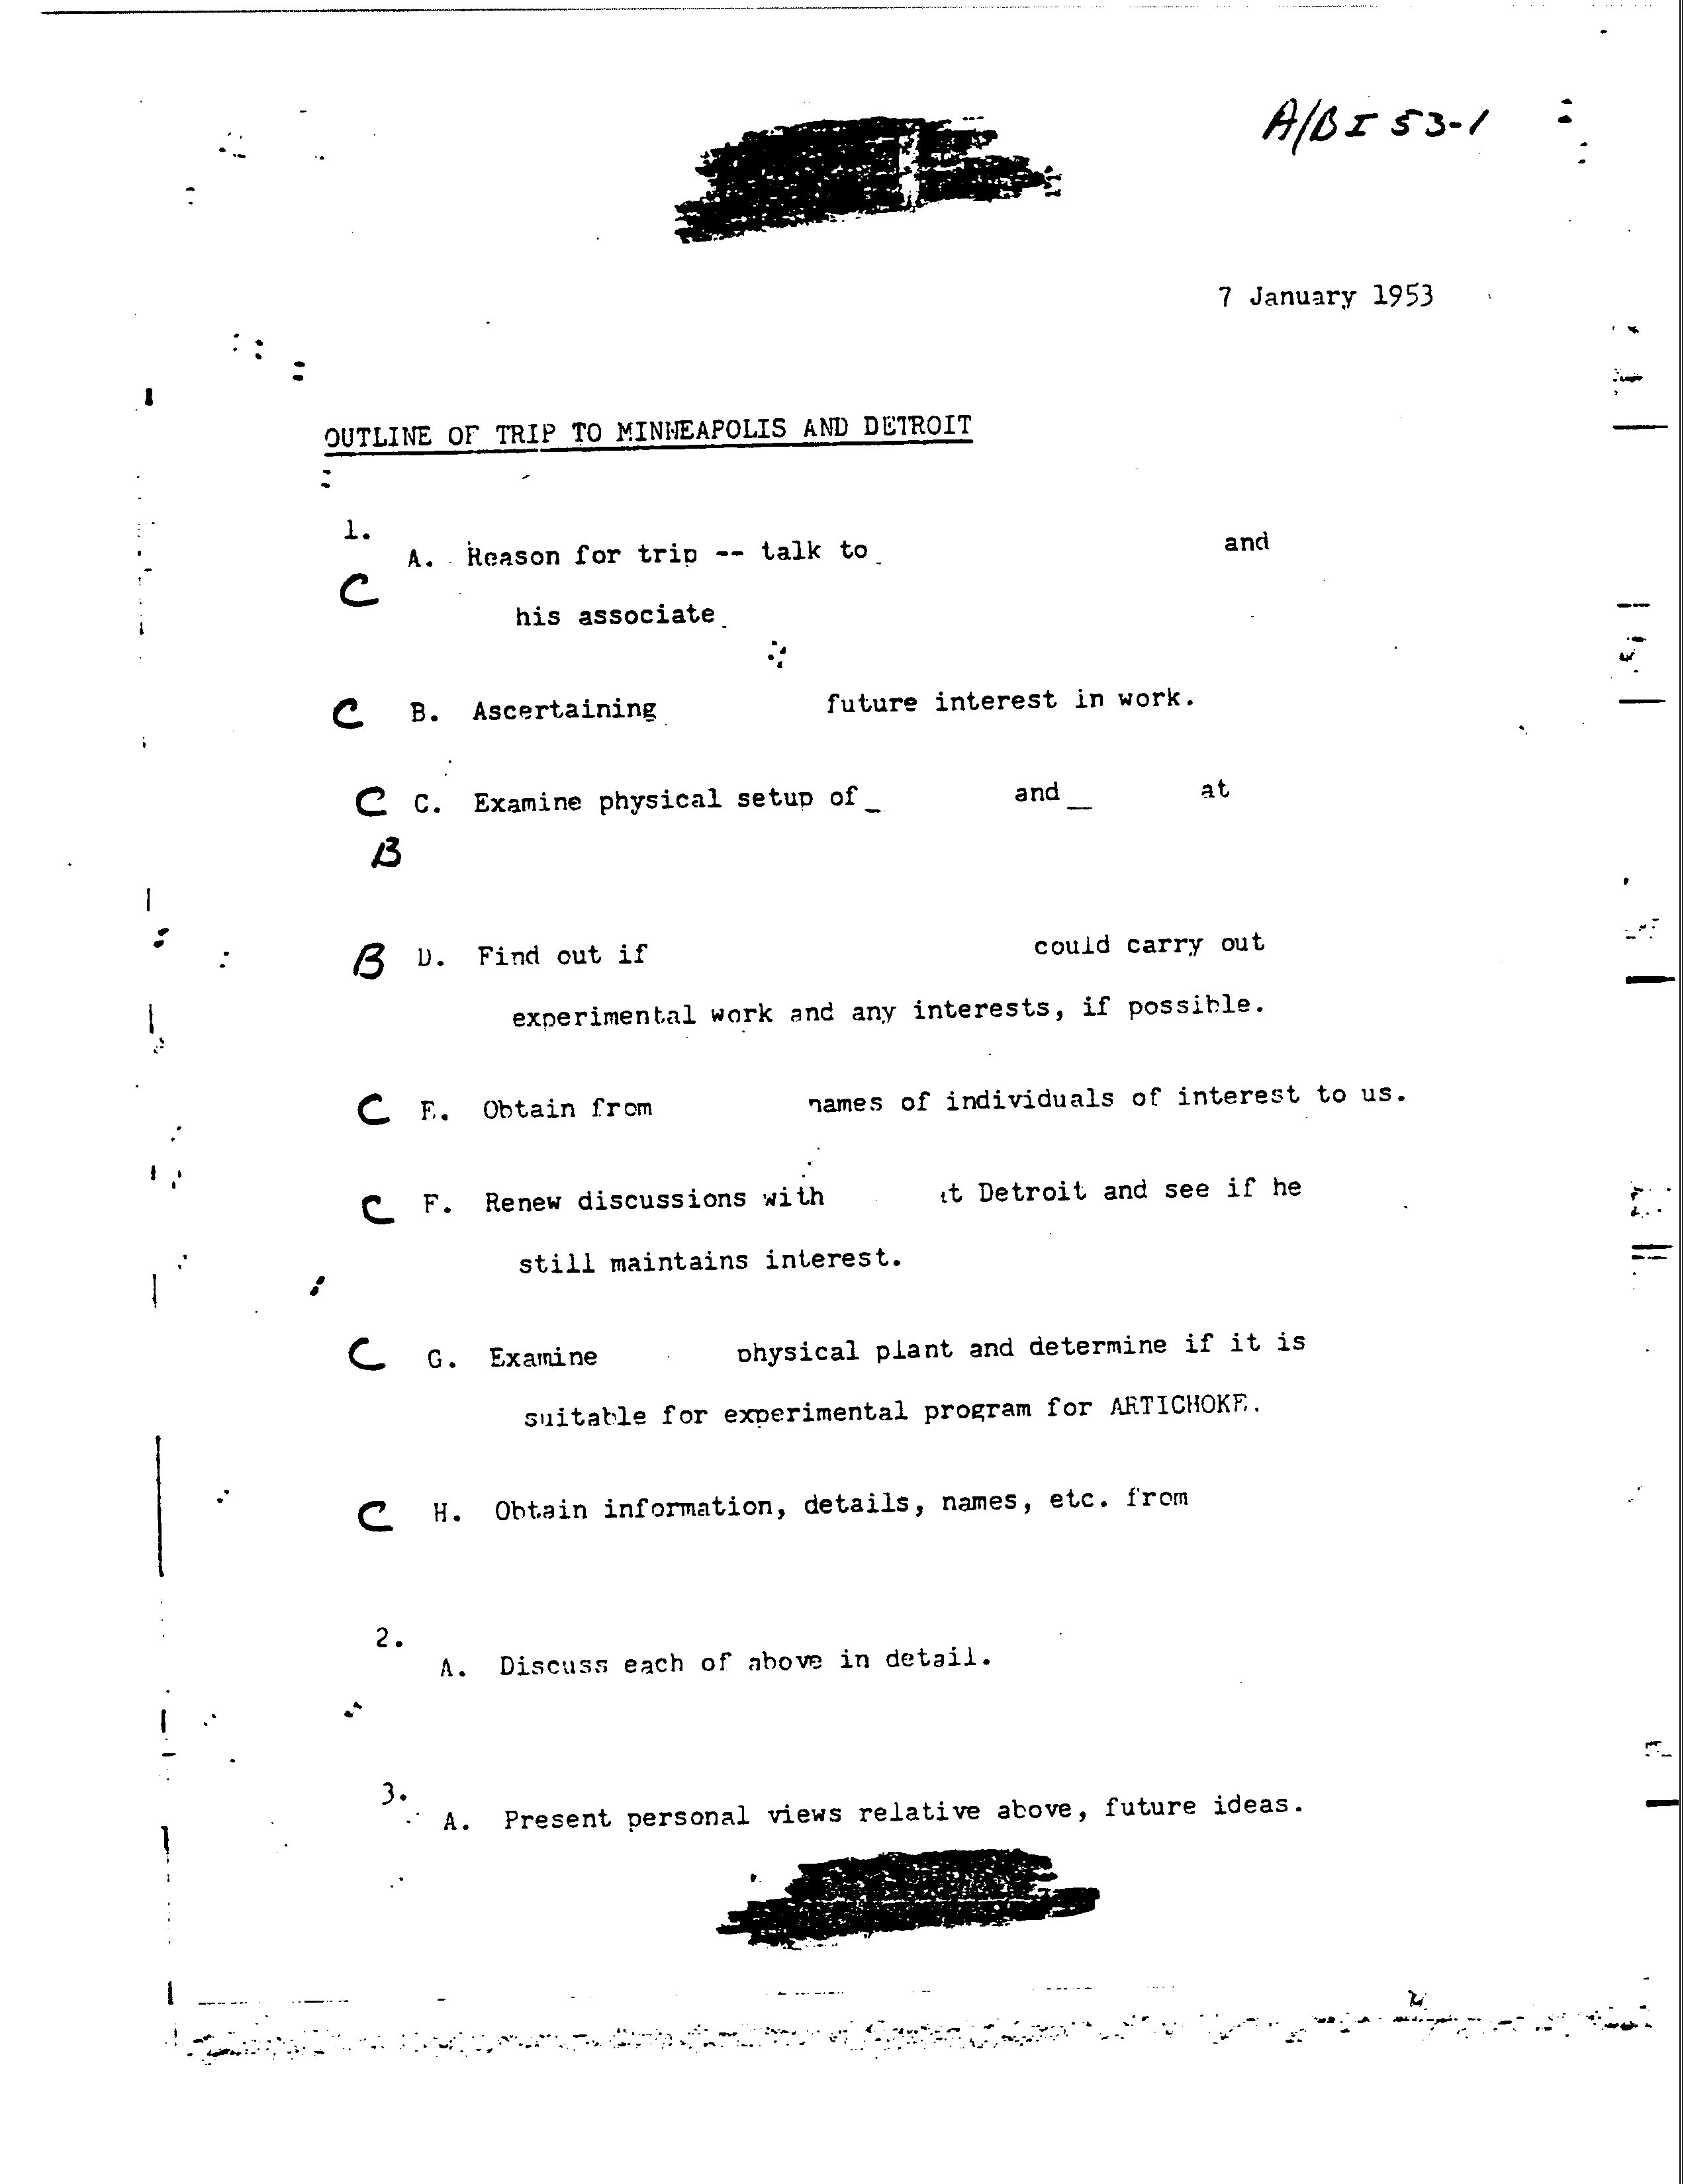 A/B I 53-1
7 January 1953
OUTLINE OF TRIP TO MINNEAPOLIS AND DETROIT
1.
A. Reason for trip -- talk to and
C
his associate
C B. Ascertaining future interest in work.
C C. Examine physical setup of _ and _ at
B
B D. Find out if could carry out
experimental work and any interests, if possible.
C E. Obtain from names of individuals of interest to us.
C F. Renew discussions with at Detroit and see if he
still maintains interest.
C G. Examine physical plant and determine if it is
suitable for experimental program for ARTICHOKE.
C H. Obtain information, details, names, etc. from
2.
A. Discuss each of above in detail.
3.
A. Present personal views relative above, future ideas.